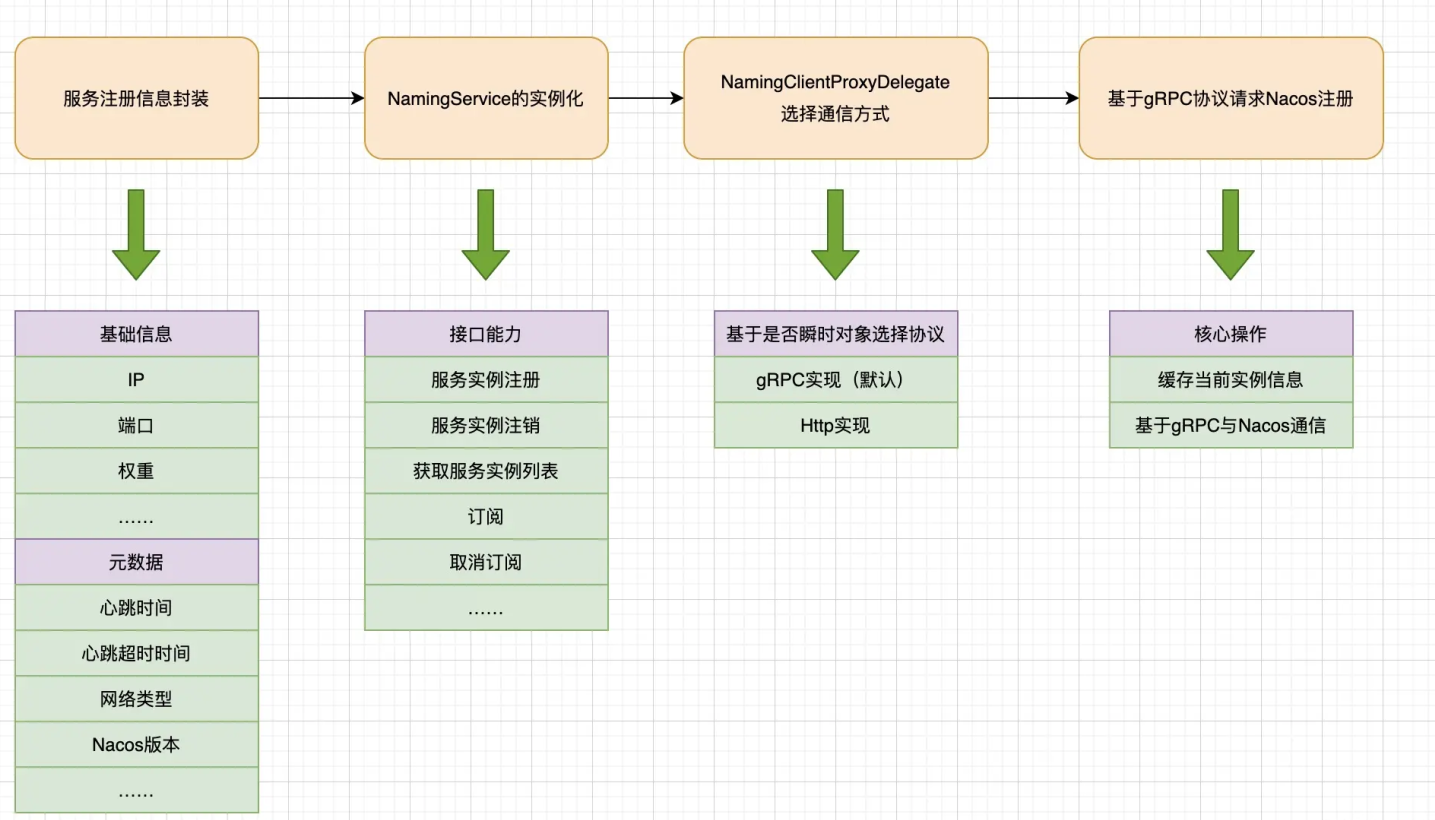 服务注册信息封装
NamingService的实例化
NamingClientProxyDelegate
选择通信方式
基于gRPC协议请求Nacos注册
基础信息
IP
端口
权重
……
元数据
心跳时间
心跳超时时间
网络类型
Nacos版本
……
接口能力
服务实例注册
服务实例注销
获取服务实例列表
订阅
取消订阅
……
基于是否瞬时对象选择协议
gRPC实现（默认）
Http实现
核心操作
缓存当前实例信息
基于gRPC与Nacos通信